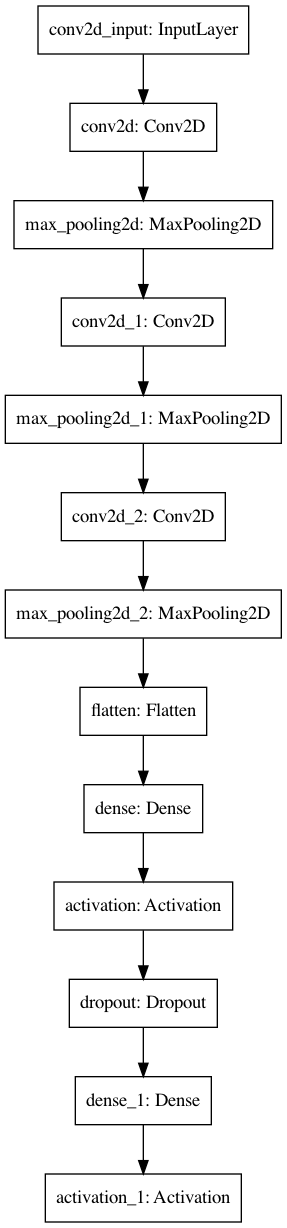 conv2d_input: InputLayer
conv2d: Conv2D
max_pooling2d: MaxPooling2D
conv2d_1: Conv2D
max_pooling2d_1: MaxPooling2D
conv2d_2: Conv2D
max_pooling2d_2: MaxPooling2D
flatten: Flatten
dense: Dense
activation: Activation
dropout: Dropout
dense_1: Dense
activation_1: Activation